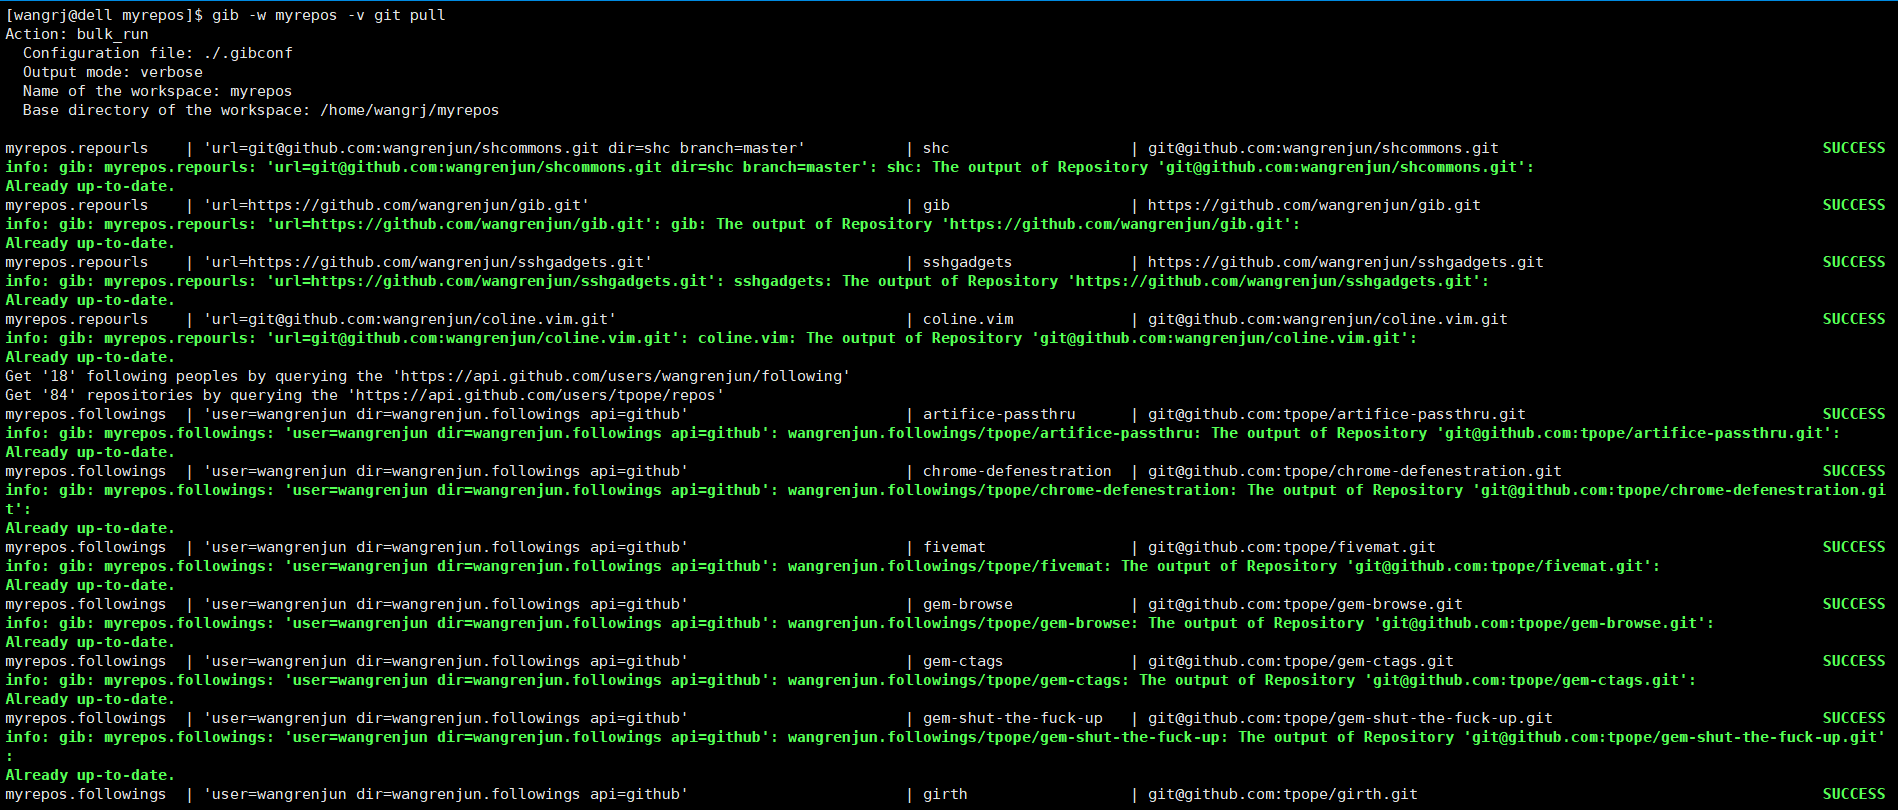 [wangrj@dell myrepos]$ gib -w myrepos -v git pull
Action: bulk_run
  Configuration file: ./.gibconf
  Output mode: verbose
  Name of the workspace: myrepos
  Base directory of the workspace: /home/wangrj/myrepos

myrepos.repourls    | 'url=git@github.com:wangrenjun/shcommons.git dir=shc branch=master'           | shc                    | git@github.com:wangrenjun/shcommons.git                                    SUCCESS
info: gib: myrepos.repourls: 'url=git@github.com:wangrenjun/shcommons.git dir=shc branch=master': shc: The output of Repository 'git@github.com:wangrenjun/shcommons.git':
Already up-to-date.
myrepos.repourls    | 'url=https://github.com/wangrenjun/gib.git'                                   | gib                    | https://github.com/wangrenjun/gib.git                                      SUCCESS
info: gib: myrepos.repourls: 'url=https://github.com/wangrenjun/gib.git': gib: The output of Repository 'https://github.com/wangrenjun/gib.git':
Already up-to-date.
myrepos.repourls    | 'url=https://github.com/wangrenjun/sshgadgets.git'                            | sshgadgets             | https://github.com/wangrenjun/sshgadgets.git                               SUCCESS
info: gib: myrepos.repourls: 'url=https://github.com/wangrenjun/sshgadgets.git': sshgadgets: The output of Repository 'https://github.com/wangrenjun/sshgadgets.git':
Already up-to-date.
myrepos.repourls    | 'url=git@github.com:wangrenjun/coline.vim.git'                                | coline.vim             | git@github.com:wangrenjun/coline.vim.git                                   SUCCESS
info: gib: myrepos.repourls: 'url=git@github.com:wangrenjun/coline.vim.git': coline.vim: The output of Repository 'git@github.com:wangrenjun/coline.vim.git':
Already up-to-date.
Get '18' following peoples by querying the 'https://api.github.com/users/wangrenjun/following'
Get '84' repositories by querying the 'https://api.github.com/users/tpope/repos'
myrepos.followings  | 'user=wangrenjun dir=wangrenjun.followings api=github'                        | artifice-passthru      | git@github.com:tpope/artifice-passthru.git                                 SUCCESS
info: gib: myrepos.followings: 'user=wangrenjun dir=wangrenjun.followings api=github': wangrenjun.followings/tpope/artifice-passthru: The output of Repository 'git@github.com:tpope/artifice-passthru.git':
Already up-to-date.
myrepos.followings  | 'user=wangrenjun dir=wangrenjun.followings api=github'                        | chrome-defenestration  | git@github.com:tpope/chrome-defenestration.git                             SUCCESS
info: gib: myrepos.followings: 'user=wangrenjun dir=wangrenjun.followings api=github': wangrenjun.followings/tpope/chrome-defenestration: The output of Repository 'git@github.com:tpope/chrome-defenestration.gi
t':
Already up-to-date.
myrepos.followings  | 'user=wangrenjun dir=wangrenjun.followings api=github'                        | fivemat                | git@github.com:tpope/fivemat.git                                           SUCCESS
info: gib: myrepos.followings: 'user=wangrenjun dir=wangrenjun.followings api=github': wangrenjun.followings/tpope/fivemat: The output of Repository 'git@github.com:tpope/fivemat.git':
Already up-to-date.
myrepos.followings  | 'user=wangrenjun dir=wangrenjun.followings api=github'                        | gem-browse             | git@github.com:tpope/gem-browse.git                                        SUCCESS
info: gib: myrepos.followings: 'user=wangrenjun dir=wangrenjun.followings api=github': wangrenjun.followings/tpope/gem-browse: The output of Repository 'git@github.com:tpope/gem-browse.git':
Already up-to-date.
myrepos.followings  | 'user=wangrenjun dir=wangrenjun.followings api=github'                        | gem-ctags              | git@github.com:tpope/gem-ctags.git                                         SUCCESS
info: gib: myrepos.followings: 'user=wangrenjun dir=wangrenjun.followings api=github': wangrenjun.followings/tpope/gem-ctags: The output of Repository 'git@github.com:tpope/gem-ctags.git':
Already up-to-date.
myrepos.followings  | 'user=wangrenjun dir=wangrenjun.followings api=github'                        | gem-shut-the-fuck-up   | git@github.com:tpope/gem-shut-the-fuck-up.git                              SUCCESS
info: gib: myrepos.followings: 'user=wangrenjun dir=wangrenjun.followings api=github': wangrenjun.followings/tpope/gem-shut-the-fuck-up: The output of Repository 'git@github.com:tpope/gem-shut-the-fuck-up.git'
:
Already up-to-date.
myrepos.followings  | 'user=wangrenjun dir=wangrenjun.followings api=github'                        | girth                  | git@github.com:tpope/girth.git                                             SUCCESS